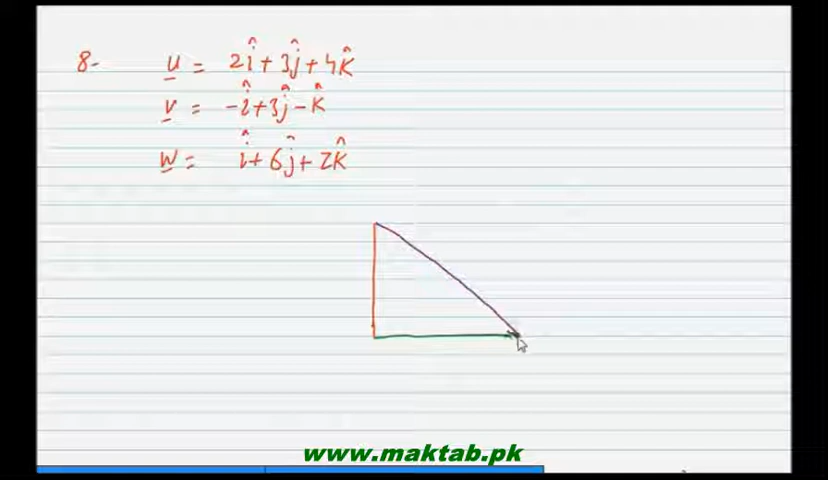 8- u = 2î + 3ĵ + 4k̂
v = -î + 3ĵ - k̂
w = î + 6ĵ + 2k̂
www.maktab.pk